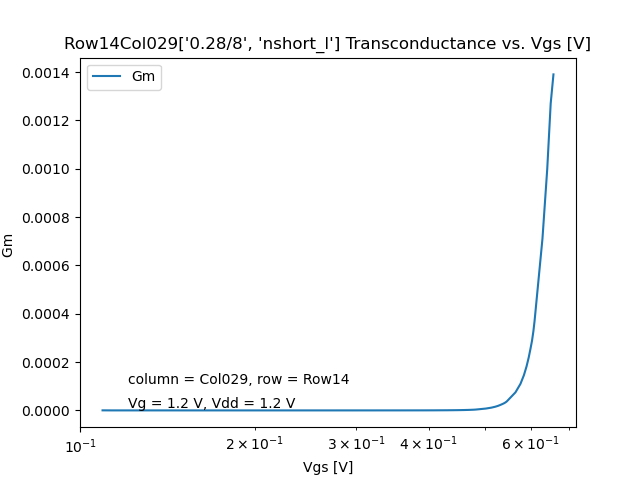 Row14Col029['0.28/8', 'nshort_l'] Transconductance vs. Vgs [V]
Gm
0.0014
0.0012
0.0010
0.0008
0.0006
0.0004
0.0002
0.0000
Gm
column = Col029, row = Row14
Vg = 1.2 V, Vdd = 1.2 V
10⁻¹
2 × 10⁻¹
3 × 10⁻¹
4 × 10⁻¹
6 × 10⁻¹
Vgs [V]